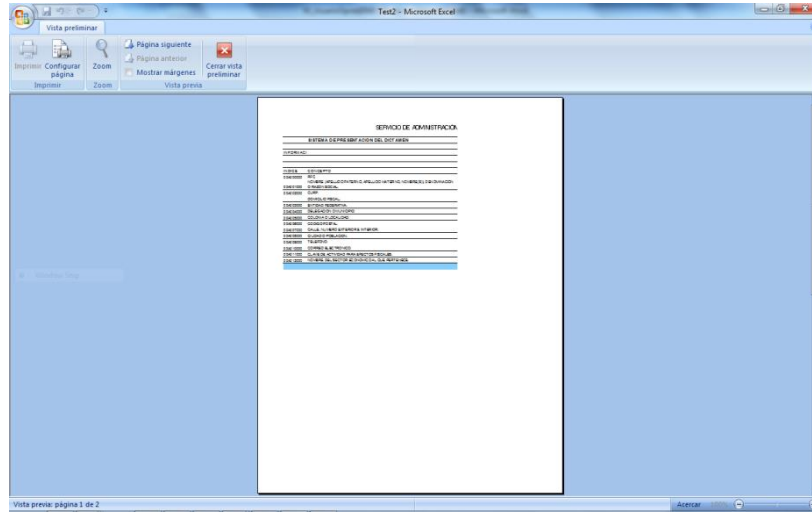 Test2 - Microsoft Excel
Vista preliminar
Imprimir
Configurar página
Zoom
Página siguiente
Página anterior
Mostrar márgenes
Cerrar vista preliminar
Imprimir
Zoom
Vista previa
SERVICIO DE ADMINISTRACION
SISTEMA DE PRESENTACION DEL DICTAMEN
INFORMACI
INDICE CONCEPTO
RFC
NOMBRE (APELLIDO PATERNO, APELLIDO MATERNO, NOMBRE(S)), DENOMINACION
O RAZON SOCIAL
CURP
DOMICILIO FISCAL:
ENTIDAD FEDERATIVA
DELEGACION O MUNICIPIO
COLONIA O LOCALIDAD
CODIGO POSTAL
CALLE, NUMERO EXTERIOR E INTERIOR
CIUDAD O POBLACION
TELEFONO
CORREO ELECTRONICO
CLAVE DE ACTIVIDAD PARA EFECTOS FISCALES
NOMBRE DEL SECTOR ECONOMICO AL QUE PERTENECE
Vista previa: página 1 de 2
Acercar